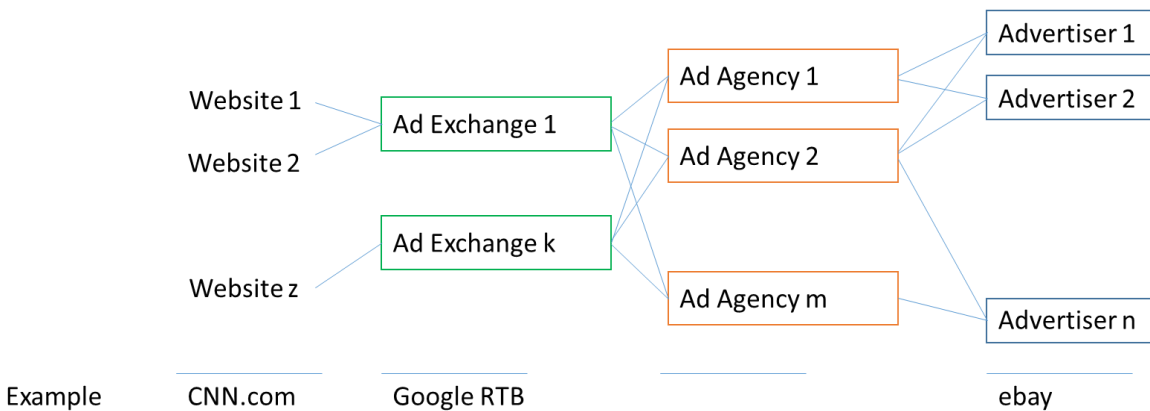 Advertiser 1
Ad Agency 1
Website 1
Advertiser 2
Ad Exchange 1
Website 2
Ad Agency 2
Ad Exchange k
Website z
Ad Agency m
Advertiser n
Example CNN.com Google RTB ebay